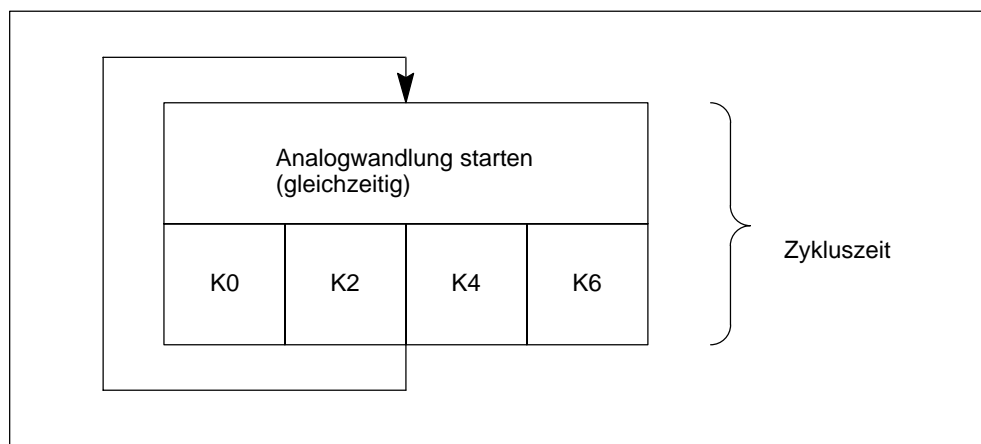 Analogwandlung starten
(gleichzeitig)
K0 K2 K4 K6
Zykluszeit